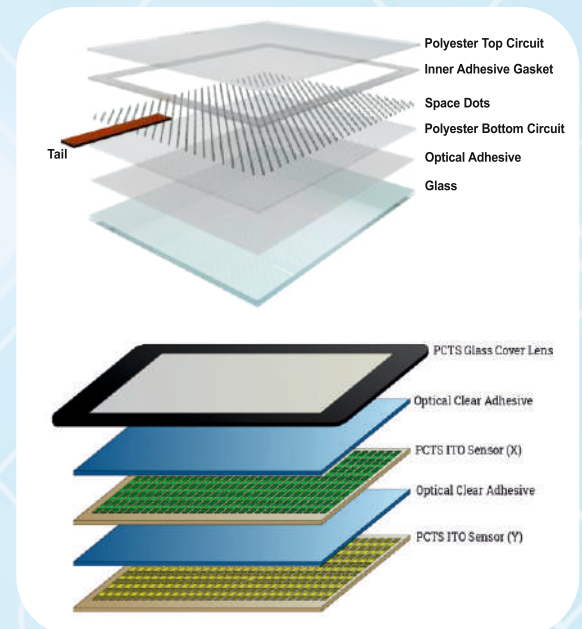 Polyester Top Circuit
Inner Adhesive Gasket
Space Dots
Polyester Bottom Circuit
Tail
Optical Adhesive
Glass
PCTS Glass Cover Lens
Optical Clear Adhesive
PCTS ITO Sensor (X)
Optical Clear Adhesive
PCTS ITO Sensor (Y)